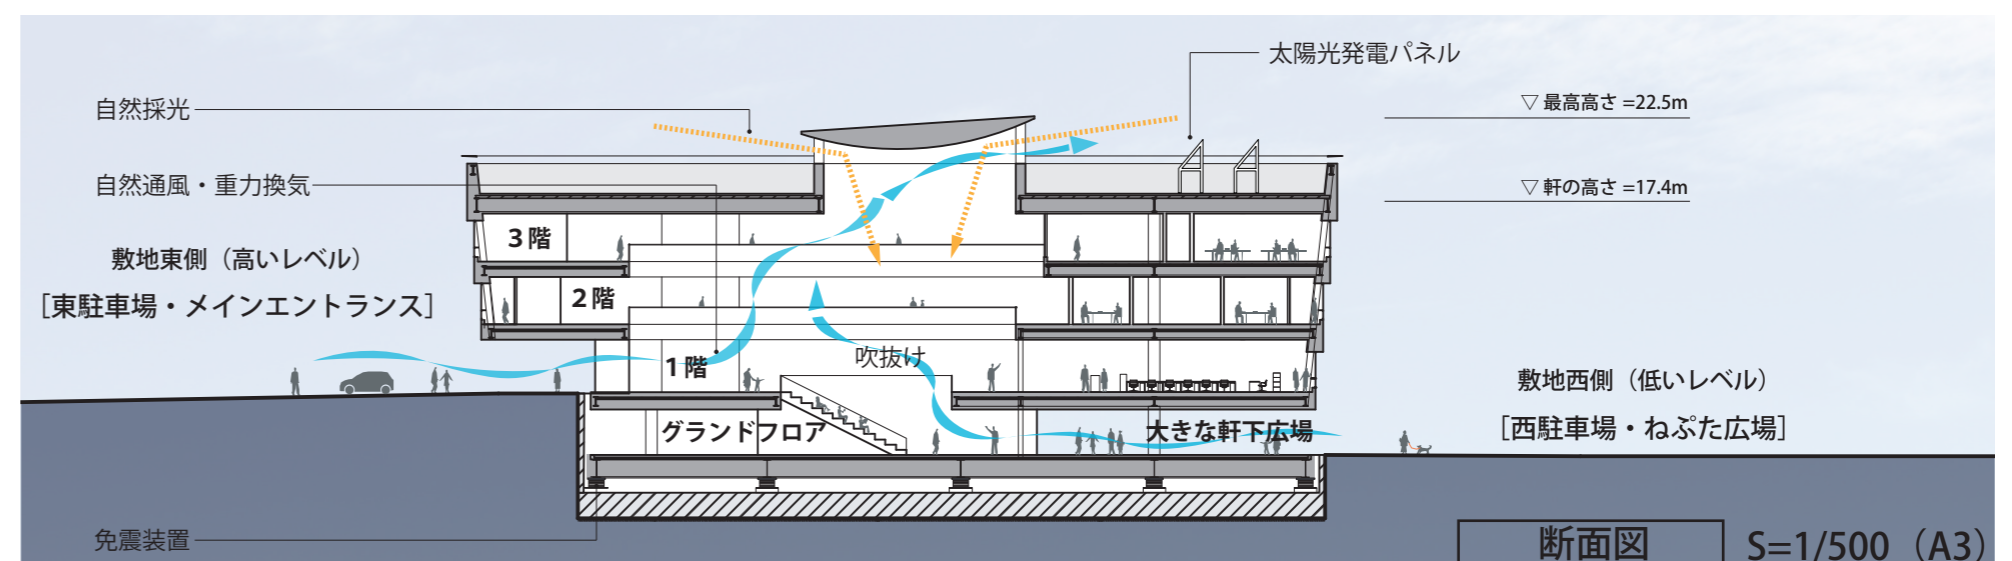 太陽光発電パネル
自然採光
▽ 最高高さ =22.5m
自然通風・重力換気
▽ 軒の高さ =17.4m
3階
敷地東側（高いレベル）
［東駐車場・メインエントランス］
2階
吹抜け
1階
敷地西側（低いレベル）
［西駐車場・ねぷた広場］
グランドフロア
大きな軒下広場
免震装置
断面図
S=1/500（A3）